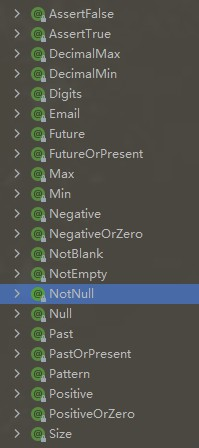 AssertFalse
AssertTrue
DecimalMax
DecimalMin
Digits
Email
Future
FutureOrPresent
Max
Min
Negative
NegativeOrZero
NotBlank
NotEmpty
NotNull
Null
Past
PastOrPresent
Pattern
Positive
PositiveOrZero
Size